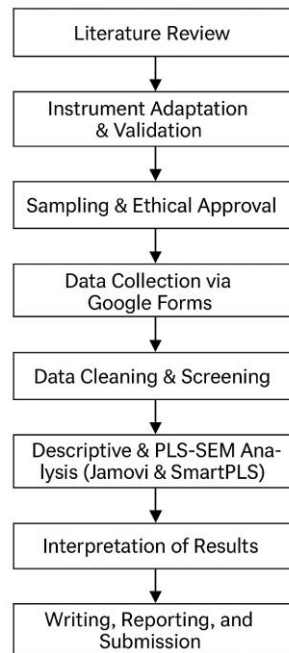 Literature Review
Instrument Adaptation
& Validation
Sampling & Ethical Approval
Data Collection via
Google Forms
Data Cleaning & Screening
Descriptive & PLS-SEM Ana-
lysis (Jamovi & SmartPLS)
Interpretation of Results
Writing, Reporting, and
Submission